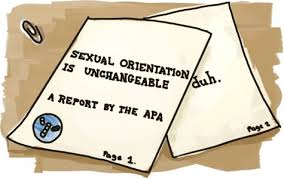 SEXUAL ORIENTATION
IS UNCHANGEABLE
A REPORT BY THE APA
Page 1.
duh.
Page 2